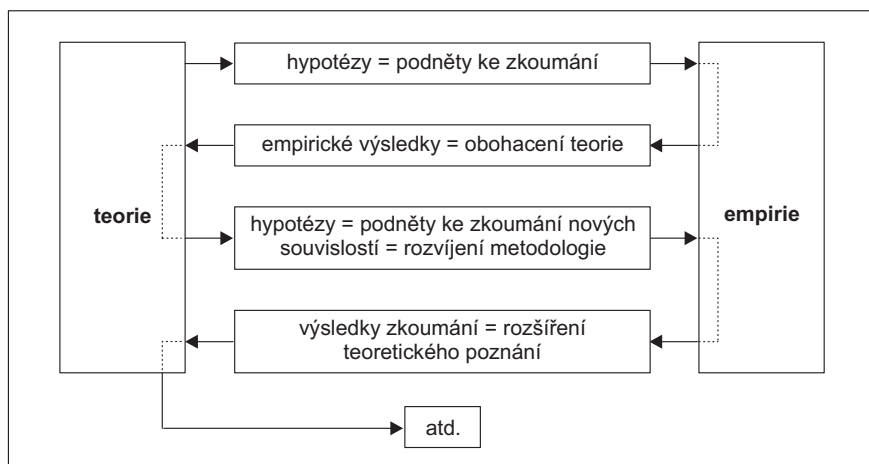 hypotézy = podněty ke zkoumání
empirické výsledky = obohacení teorie
teorie
empirie
hypotézy = podněty ke zkoumání nových
souvislostí = rozvíjení metodologie
výsledky zkoumání = rozšíření
teoretického poznání
atd.